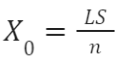 X₀ = LS/n